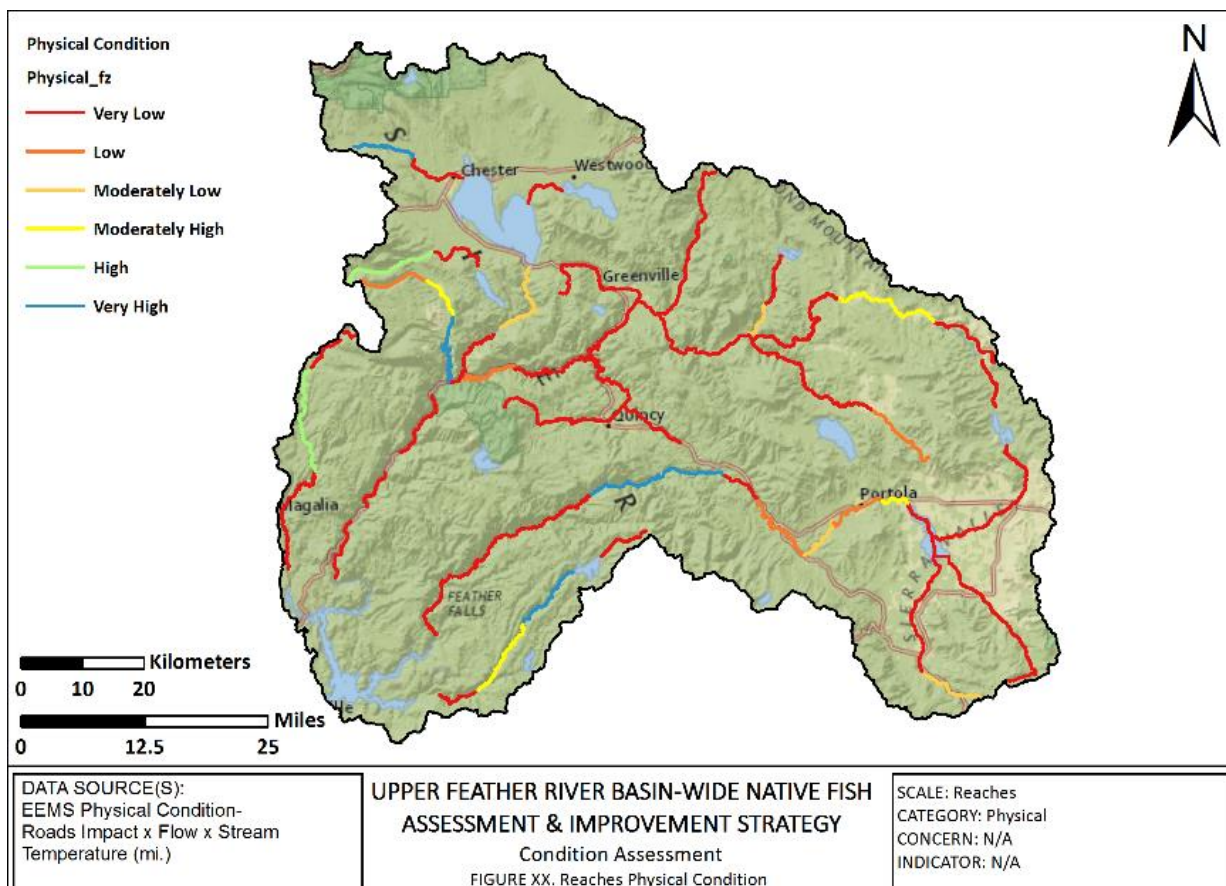 Physical Condition
Physical_fz
Very Low
Low
Moderately Low
Moderately High
High
Very High
N
S
Chester
Westwood
OND MOUNTAIN
Greenville
Quincy
R
Portola
Magalia
FEATHER
FALLS
Kilometers
0 10 20
Miles
0 12.5 25
DATA SOURCE(S):
EEMS Physical Condition-
Roads Impact x Flow x Stream
Temperature (mi.)
UPPER FEATHER RIVER BASIN-WIDE NATIVE FISH
ASSESSMENT & IMPROVEMENT STRATEGY
Condition Assessment
FIGURE XX. Reaches Physical Condition
SCALE: Reaches
CATEGORY: Physical
CONCERN: N/A
INDICATOR: N/A